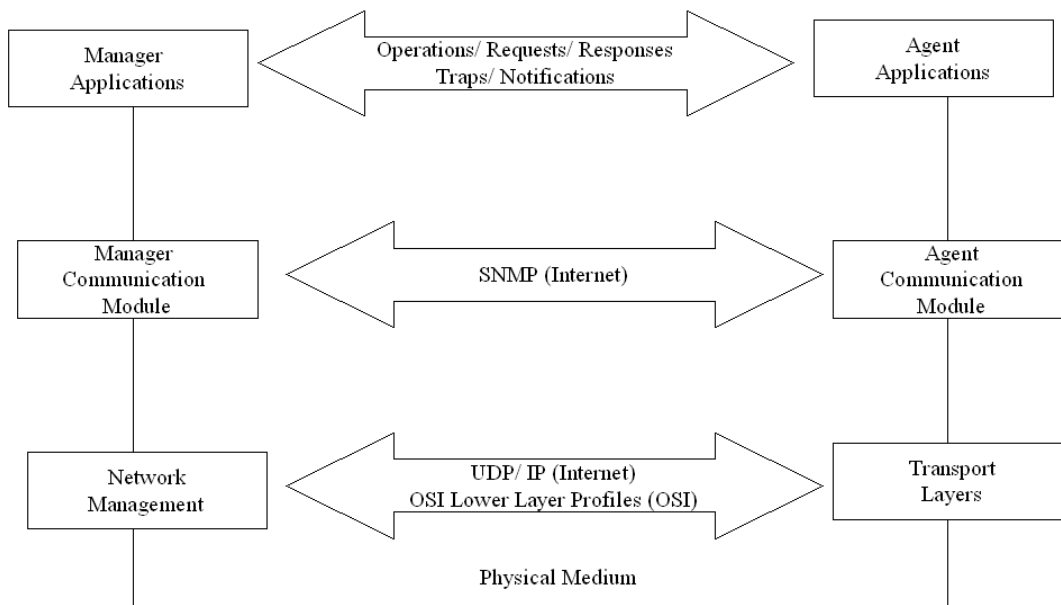 Manager
Applications
Operations/ Requests/ Responses
Traps/ Notifications
Agent
Applications
Manager
Communication
Module
SNMP (Internet)
Agent
Communication
Module
Network
Management
UDP/ IP (Internet)
OSI Lower Layer Profiles (OSI)
Transport
Layers
Physical Medium